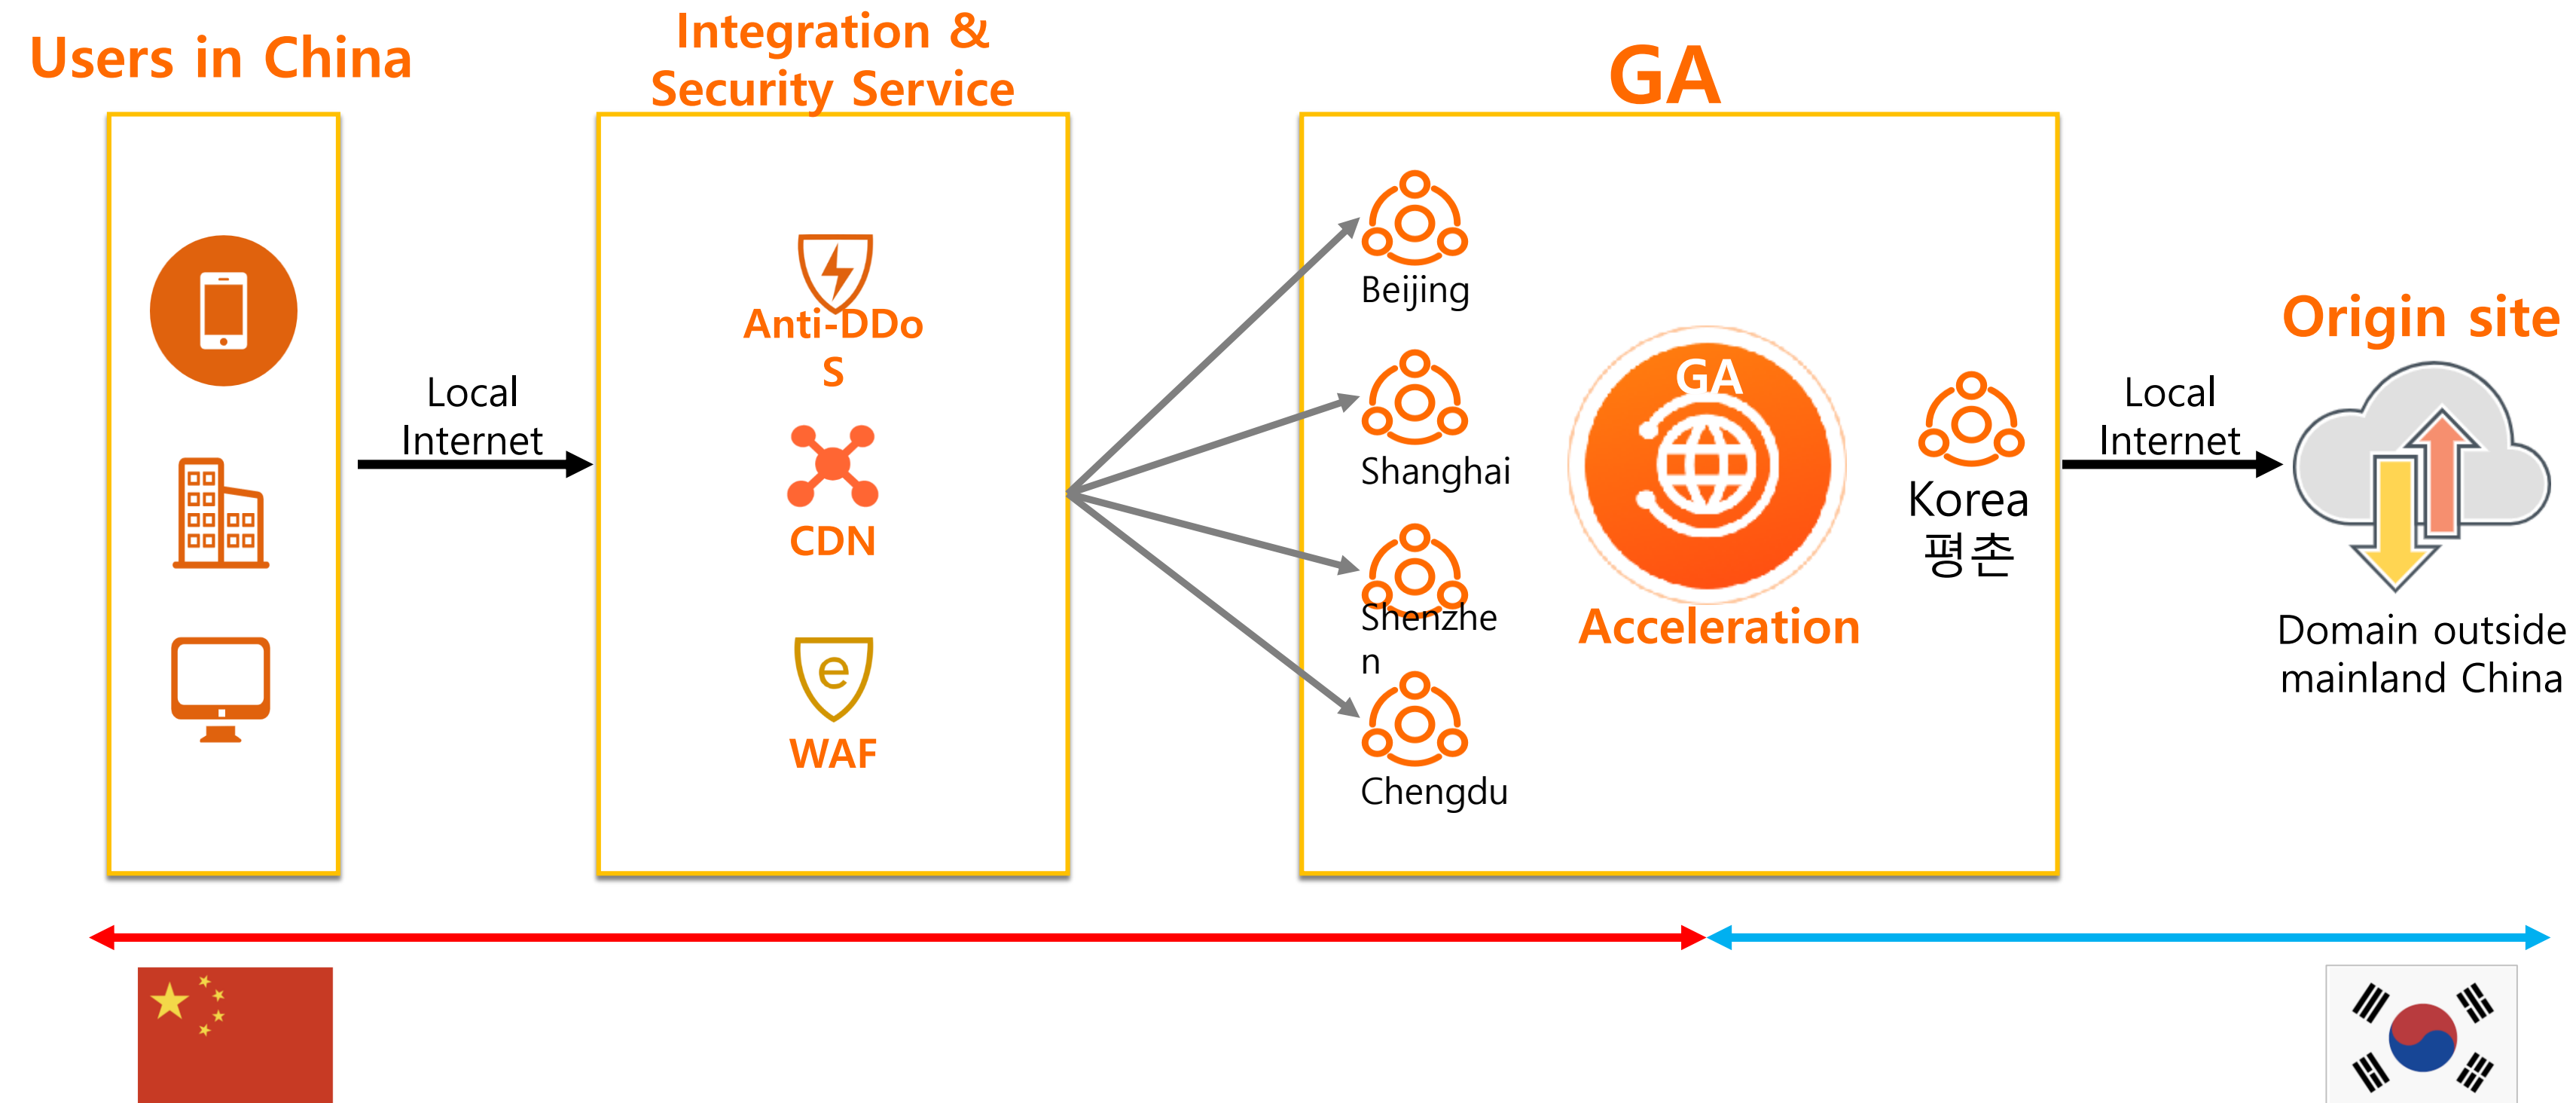 Users in China
Integration &
Security Service
GA
Anti-DDo
S
CDN
e
WAF
Local
Internet
Beijing
Shanghai
Shenzhe
n
Chengdu
GA
Acceleration
Korea
평촌
Local
Internet
Origin site
Domain outside
mainland China